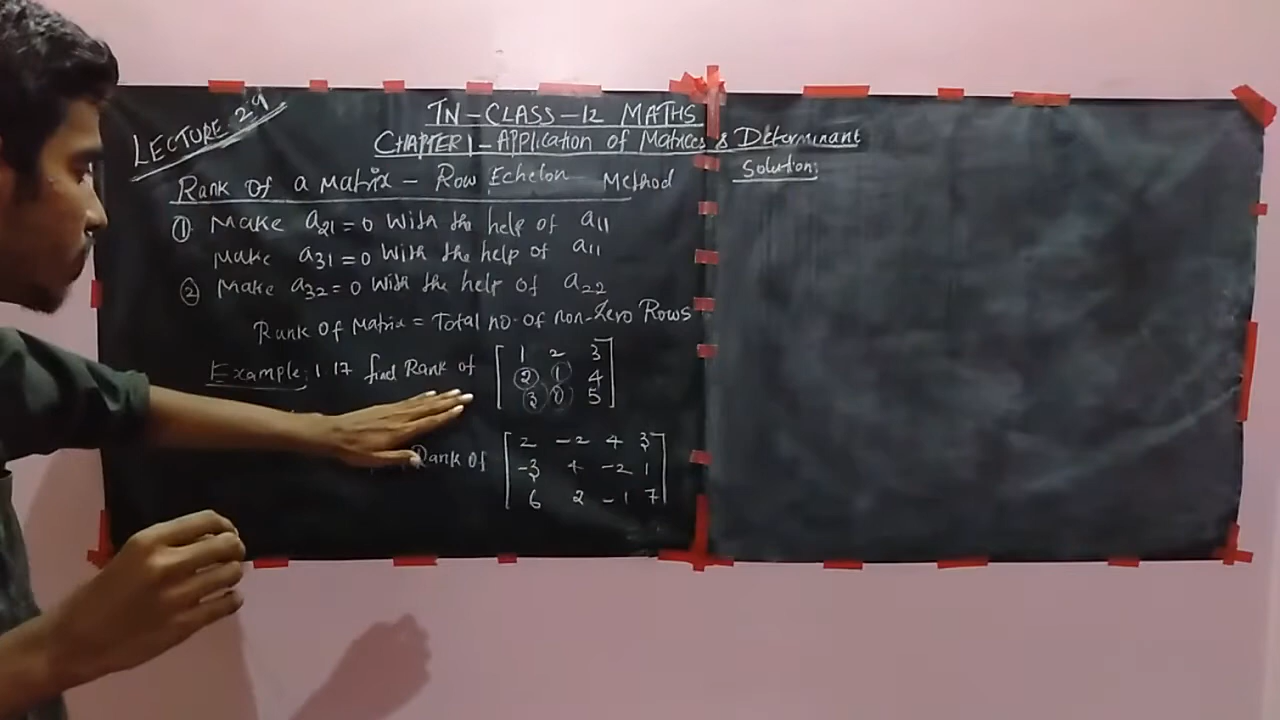 LECTURE 2.9
TN-CLASS-12 MATHS
CHAPTER 1 - Application of Matrices & Determinant
Rank of a matrix - Row Echelon Method
① Make a21 = 0 with the help of a11
Make a31 = 0 with the help of a11
② Make a32 = 0 with the help of a22
Rank of Matrix = Total no. of non-zero Rows
Example: 1.17 find Rank of
1 2 3
2 1 4
3 0 5
Rank of
2 -2 4 3
-3 4 -2 1
6 2 -1 7
Solution: